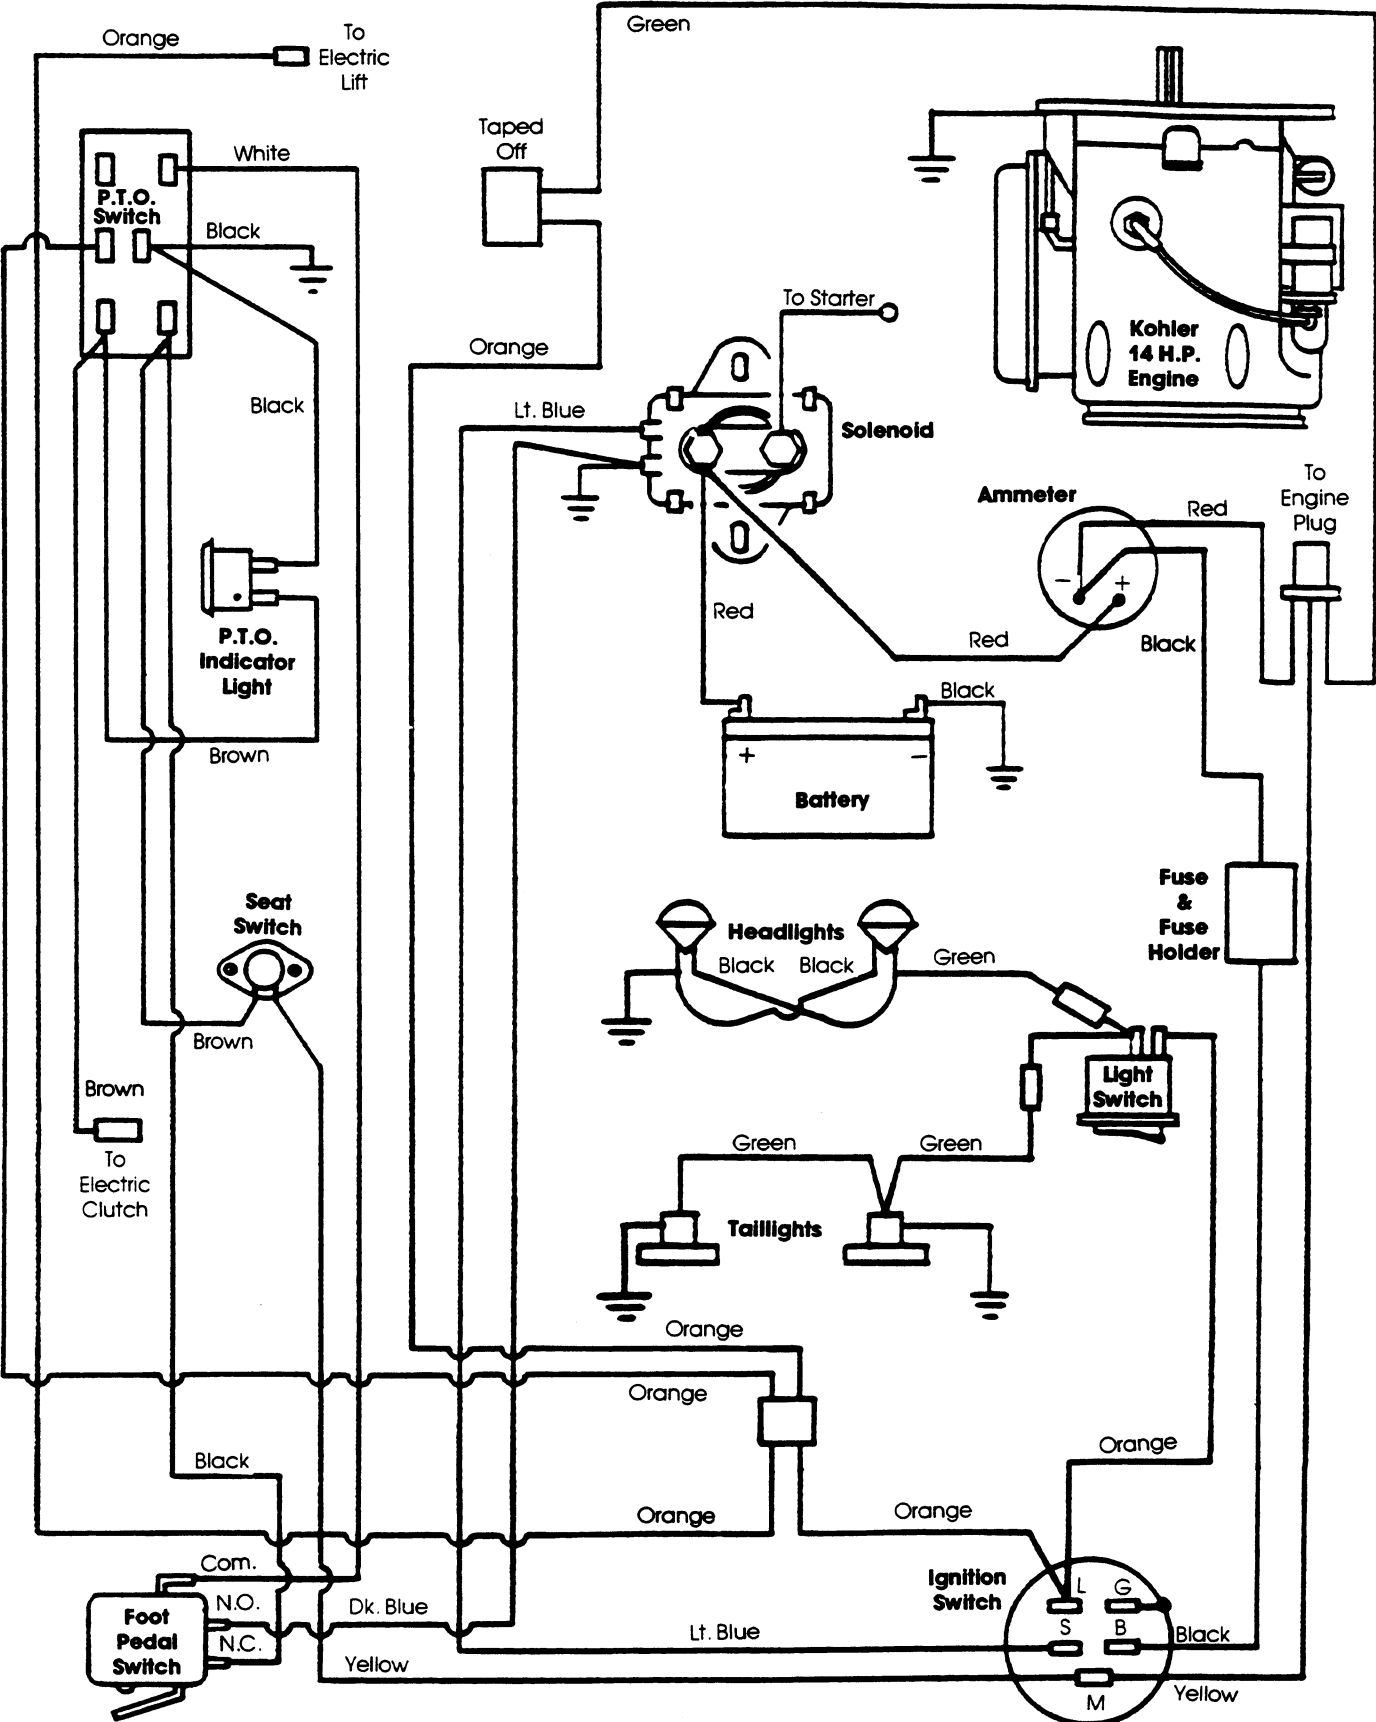 Green
Orange
To
Electric
Lift
Taped
Off
White
P.T.O.
Switch
Black
To Starter
Kohler
14 H.P.
Engine
Orange
Black
Lt. Blue
Solenoid
To
Engine
Plug
Ammeter
Red
−
+
Red
Red
Black
P.T.O.
Indicator
Light
Black
Brown
+
−
Battery
Fuse
&
Fuse
Holder
Seat
Switch
Headlights
Black
Black
Green
Brown
Light
Switch
Brown
To
Electric
Clutch
Green
Green
Taillights
Orange
Orange
Orange
Black
Orange
Orange
Com.
Ignition
Switch
L
G
N.O.
Dk. Blue
Foot
Pedal
Switch
N.C.
S
B
Lt. Blue
Black
Yellow
M
Yellow